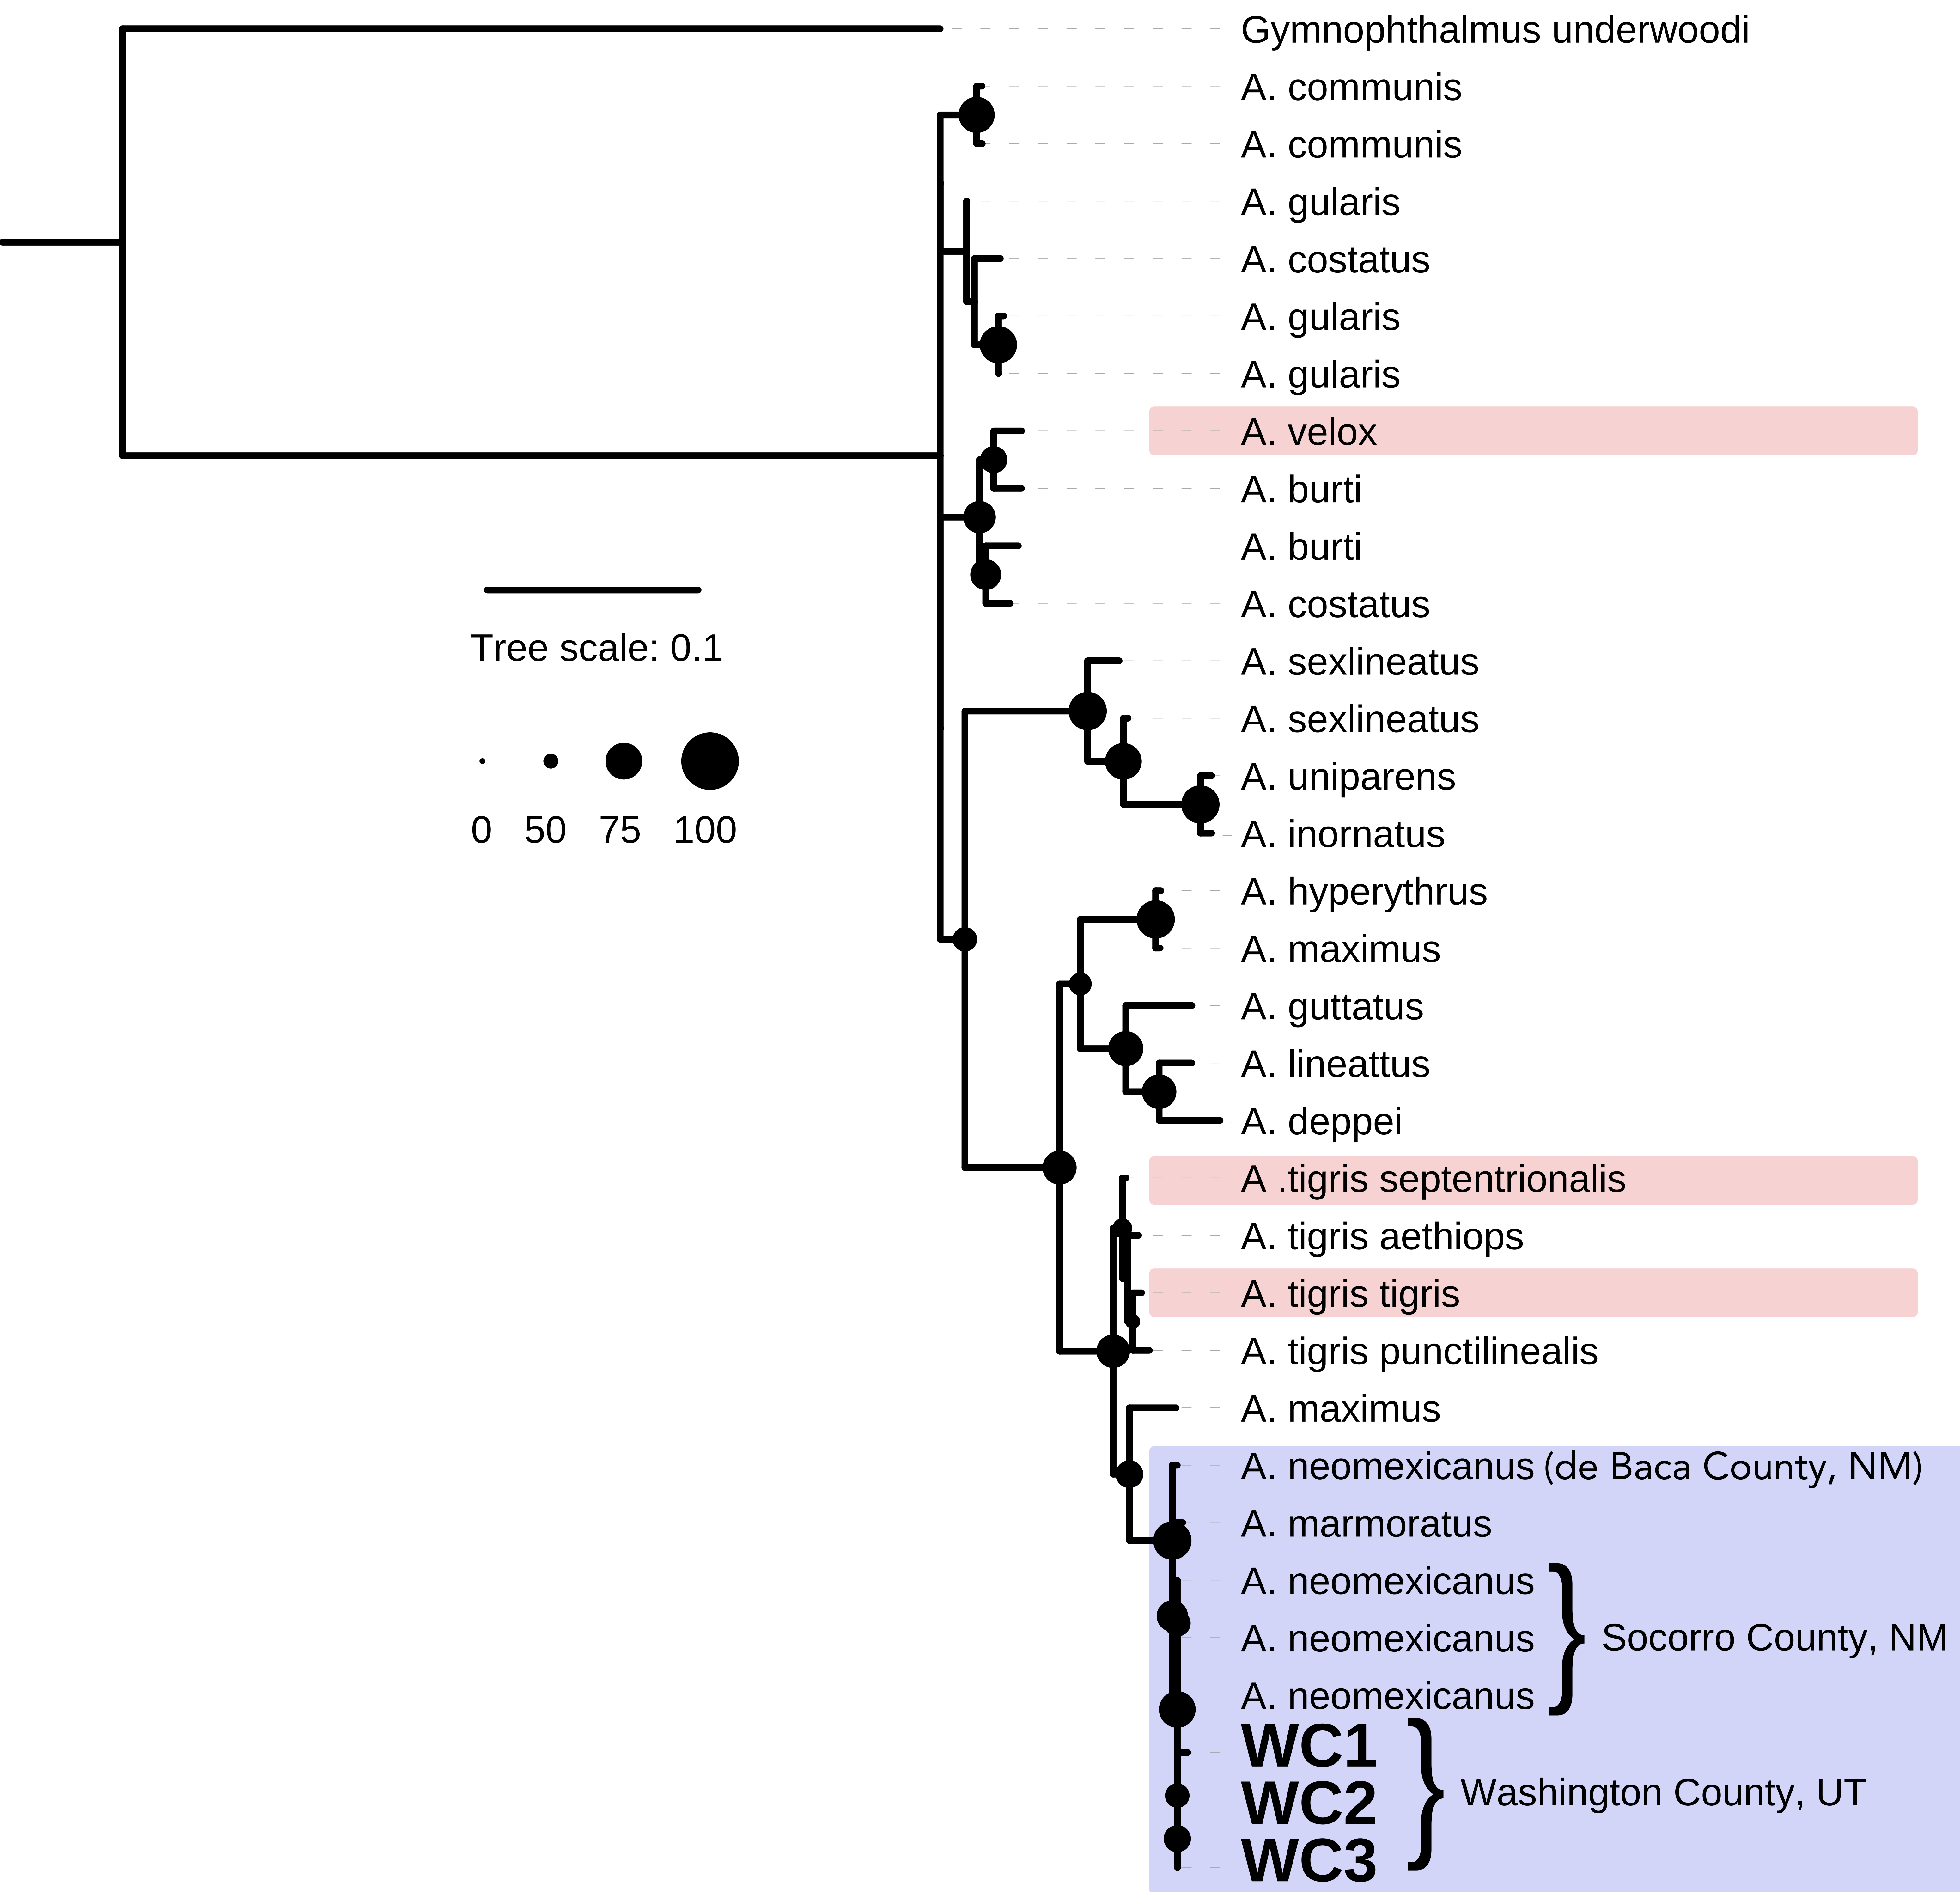 Gymnophthalmus underwoodi
A. communis
A. communis
A. gularis
A. costatus
A. gularis
A. gularis
A. velox
A. burti
A. burti
A. costatus
Tree scale: 0.1
A. sexlineatus
A. sexlineatus
A. uniparens
0 50 75 100
A. inornatus
A. hyperythrus
A. maximus
A. guttatus
A. lineattus
A. deppei
A .tigris septentrionalis
A. tigris aethiops
A. tigris tigris
A. tigris punctilinealis
A. maximus
A. neomexicanus (de Baca County, NM)
A. marmoratus
A. neomexicanus
A. neomexicanus } Socorro County, NM
A. neomexicanus
WC1
WC2 } Washington County, UT
WC3